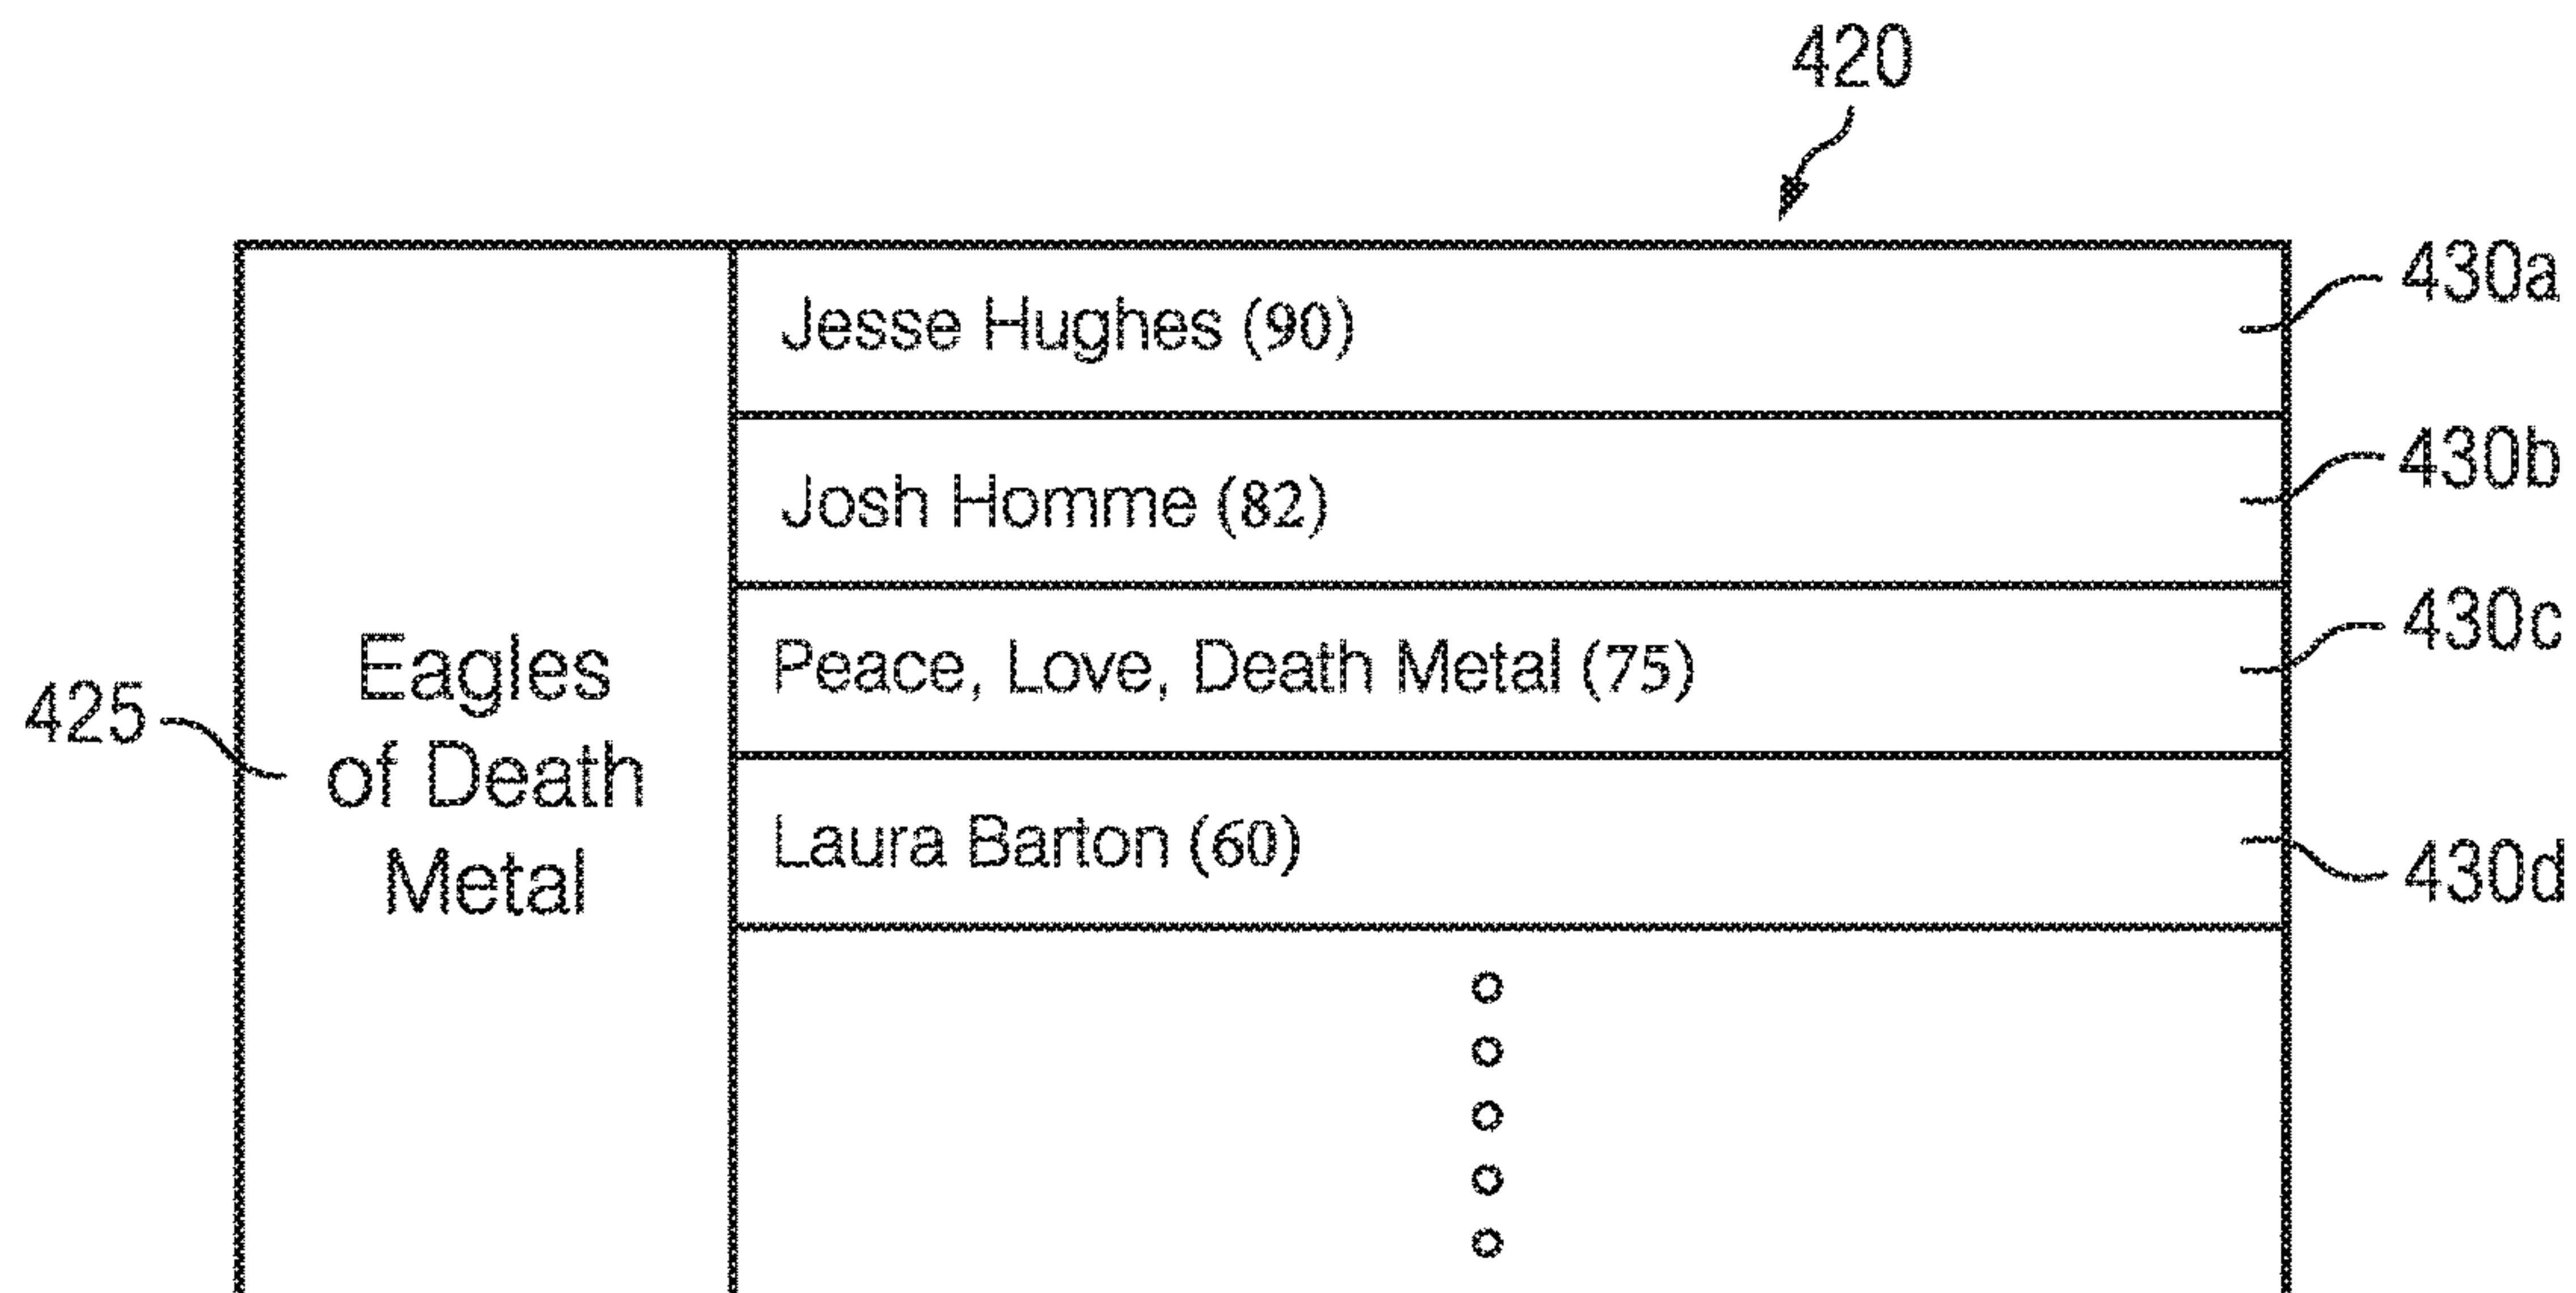 420
430a
Jesse Hughes (90)
430b
Josh Homme (82)
430c
Peace, Love, Death Metal (75)
425
Eagles
of Death
Metal
Laura Barton (60)
430d